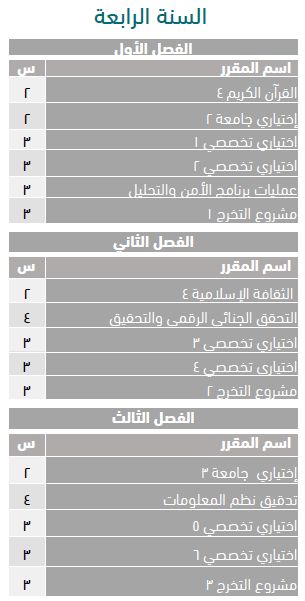 السنة الرابعة
الفصل الأول
اسم المقرر س
القرآن الكريم ٤ ٢
إختياري جامعة ٢ ٢
إختياري تخصصي ١ ٣
اختياري تخصصي ٢ ٣
عمليات برنامج الأمن والتحليل ٣
مشروع التخرج ١ ٣
الفصل الثاني
اسم المقرر س
الثقافة الإسلامية ٤ ٢
التحقق الجنائي الرقمي والتحقيق ٤
اختياري تخصصي ٣ ٣
اختياري تخصصي ٤ ٣
مشروع التخرج ٢ ٣
الفصل الثالث
اسم المقرر س
إختياري جامعة ٣ ٢
تدقيق نظم المعلومات ٤
اختياري تخصصي ٥ ٣
اختياري تخصصي ٦ ٣
مشروع التخرج ٣ ٣